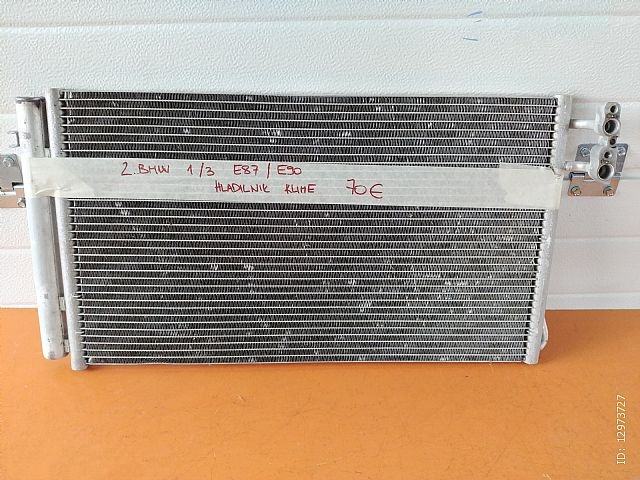 2. BMW 1/3 E87/E90
HLADILNIK KLIME 70€
ID: 12973727